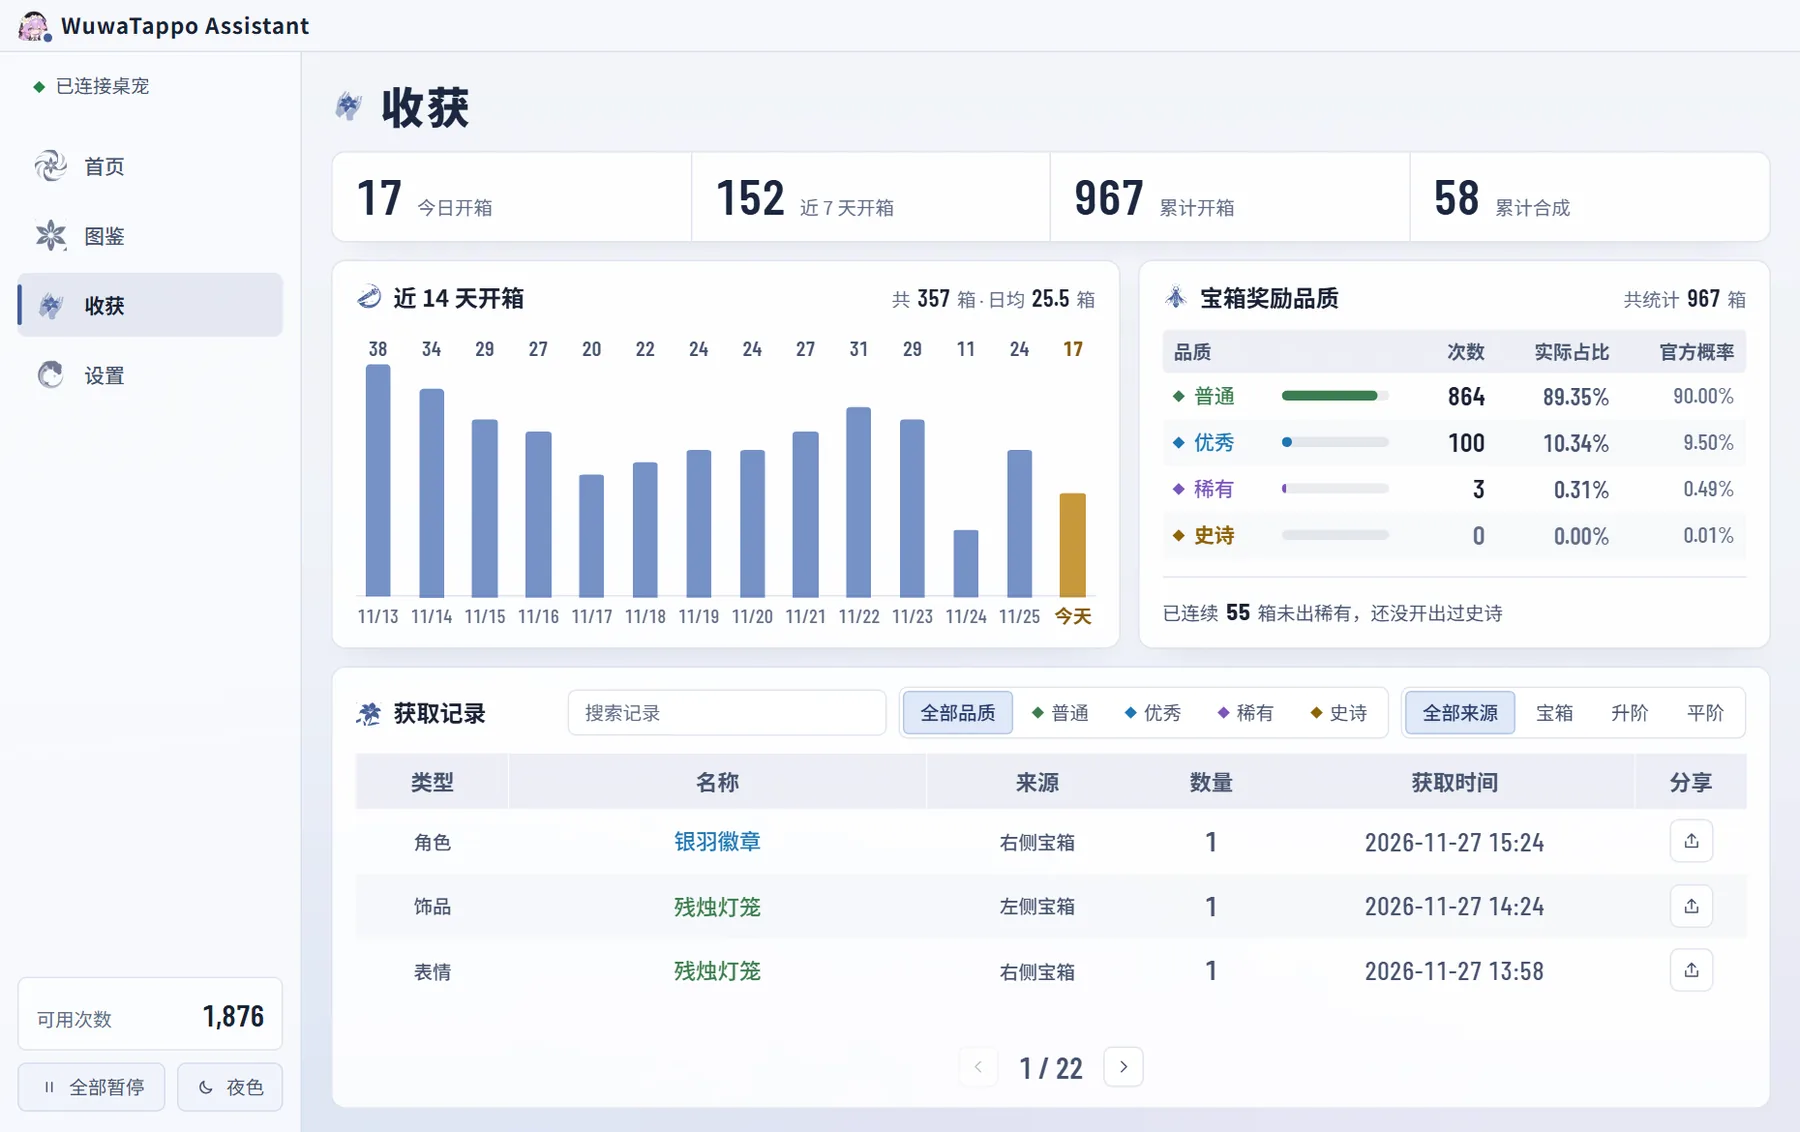 WuwaTappo Assistant
已连接桌宠
首页
图鉴
收获
设置
可用次数 1,876
全部暂停 夜色
收获
17 今日开箱 152 近 7 天开箱 967 累计开箱 58 累计合成
近 14 天开箱 共 357 箱 · 日均 25.5 箱
38 34 29 27 20 22 24 24 27 31 29 11 24 17
11/13 11/14 11/15 11/16 11/17 11/18 11/19 11/20 11/21 11/22 11/23 11/24 11/25 今天
宝箱奖励品质 共统计 967 箱
品质 次数 实际占比 官方概率
普通 864 89.35% 90.00%
优秀 100 10.34% 9.50%
稀有 3 0.31% 0.49%
史诗 0 0.00% 0.01%
已连续 55 箱未出稀有，还没开出过史诗
获取记录 搜索记录 全部品质 普通 优秀 稀有 史诗 全部来源 宝箱 升阶 平阶
类型 名称 来源 数量 获取时间 分享
角色 银羽徽章 右侧宝箱 1 2026-11-27 15:24
饰品 残烛灯笼 左侧宝箱 1 2026-11-27 14:24
表情 残烛灯笼 右侧宝箱 1 2026-11-27 13:58
1 / 22